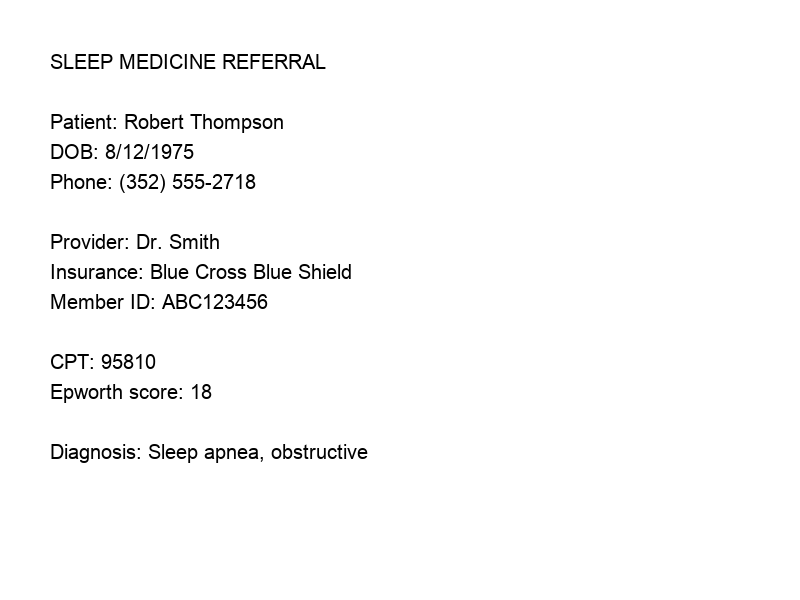 SLEEP MEDICINE REFERRAL
Patient: Robert Thompson
DOB: 8/12/1975
Phone: (352) 555-2718
Provider: Dr. Smith
Insurance: Blue Cross Blue Shield
Member ID: ABC123456
CPT: 95810
Epworth score: 18
Diagnosis: Sleep apnea, obstructive